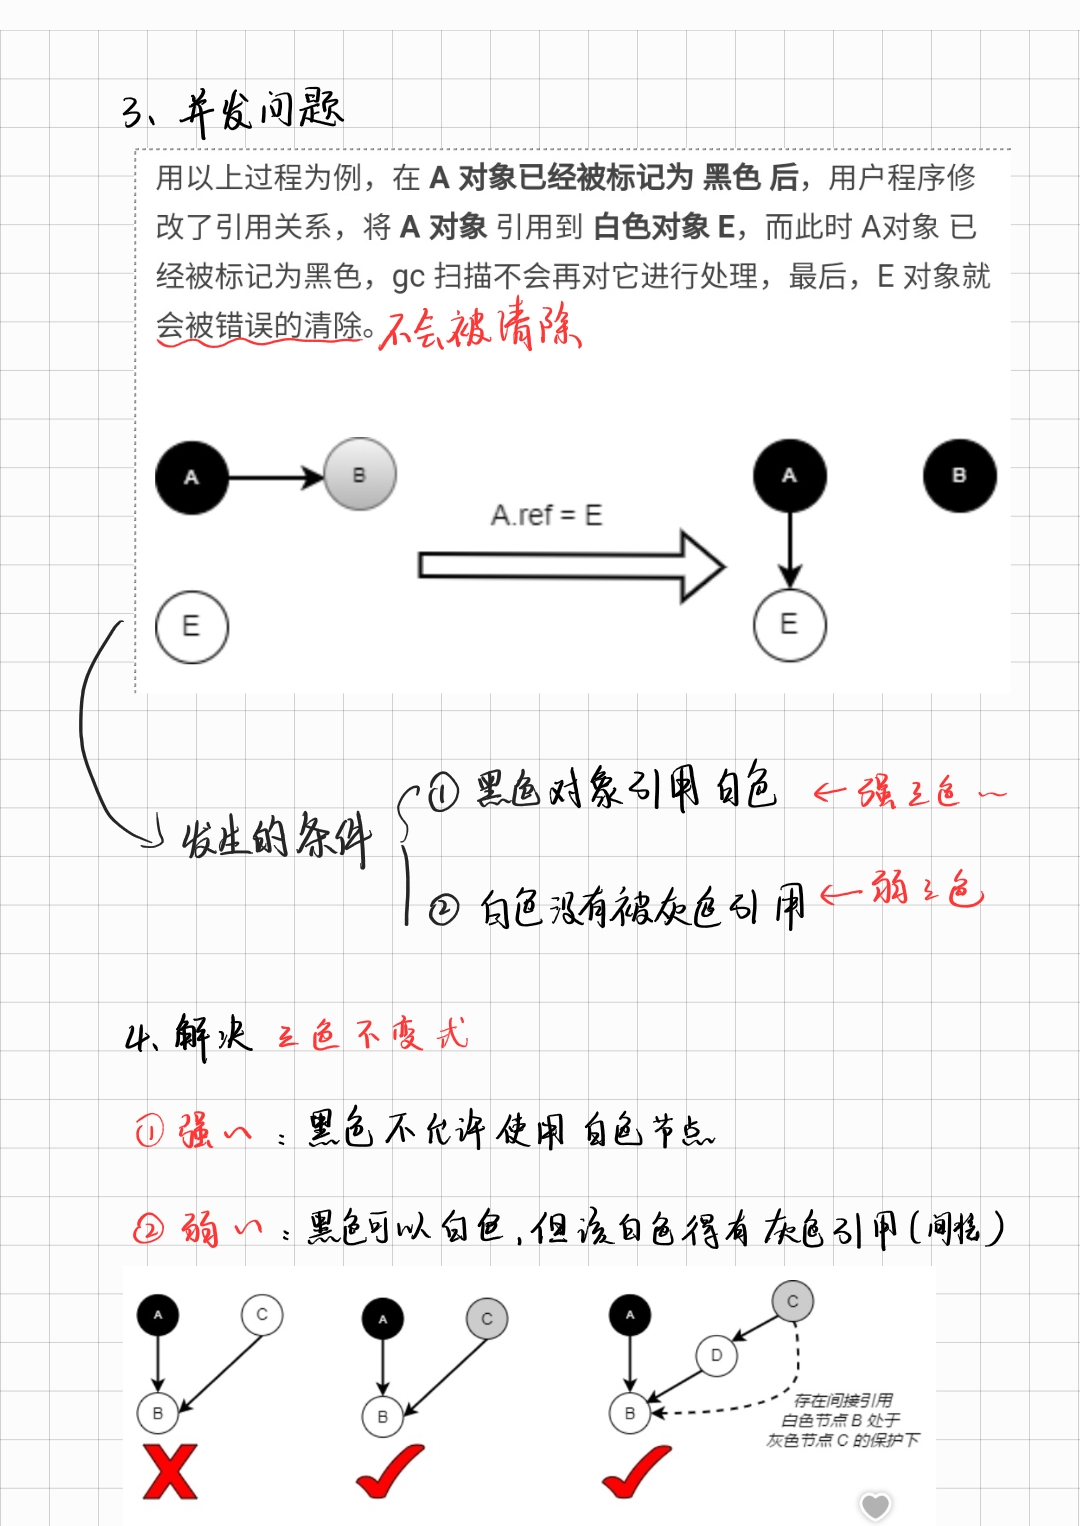 3、并发问题
用以上过程为例，在 A 对象已经被标记为 黑色 后，用户程序修
改了引用关系，将 A 对象 引用到 白色对象 E，而此时 A对象 已
经被标记为黑色，gc 扫描不会再对它进行处理，最后，E 对象就
会被错误的清除。不会被清除
A B A B
A.ref = E
E E
① 黑色对象引用白色 ← 强三色～
发生的条件
② 白色没有被灰色引用 ← 弱三色
4、解决 三色不变式
① 强～：黑色不允许使用白色节点
② 弱～：黑色可以白色，但该白色得有灰色引用(间接)
A C A C A C
D
B B B
存在间接引用
白色节点 B 处于
灰色节点 C 的保护下